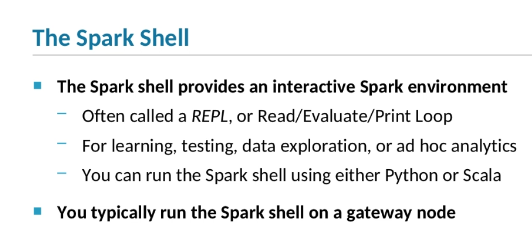 The Spark Shell
▪ The Spark shell provides an interactive Spark environment
– Often called a REPL, or Read/Evaluate/Print Loop
– For learning, testing, data exploration, or ad hoc analytics
– You can run the Spark shell using either Python or Scala
▪ You typically run the Spark shell on a gateway node